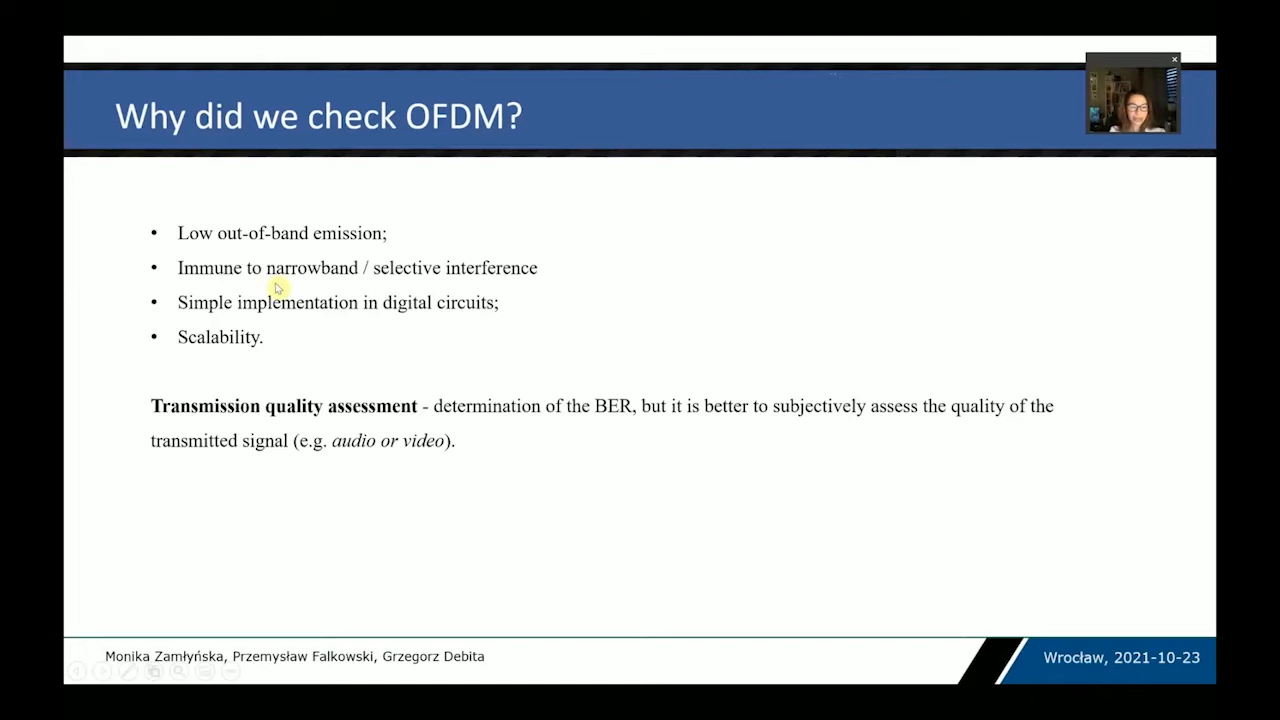 Why did we check OFDM?
• Low out-of-band emission;
• Immune to narrowband / selective interference
• Simple implementation in digital circuits;
• Scalability.
Transmission quality assessment - determination of the BER, but it is better to subjectively assess the quality of the
transmitted signal (e.g. audio or video).
Monika Zamłyńska, Przemysław Falkowski, Grzegorz Debita
Wrocław, 2021-10-23